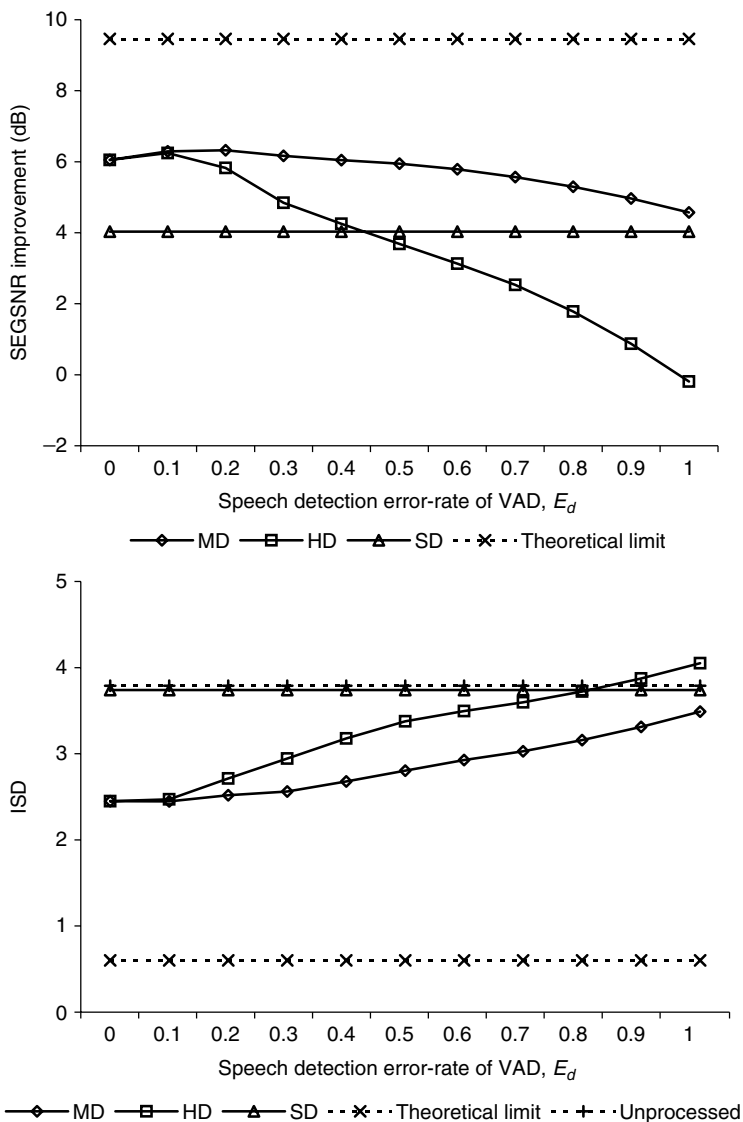 10
8
6
4
2
0
–2
SEGSNR improvement (dB)
0 0.1 0.2 0.3 0.4 0.5 0.6 0.7 0.8 0.9 1
Speech detection error-rate of VAD, E_d
MD HD SD Theoretical limit
5
4
3
2
1
0
ISD
0 0.1 0.2 0.3 0.4 0.5 0.6 0.7 0.8 0.9 1
Speech detection error-rate of VAD, E_d
MD HD SD Theoretical limit Unprocessed